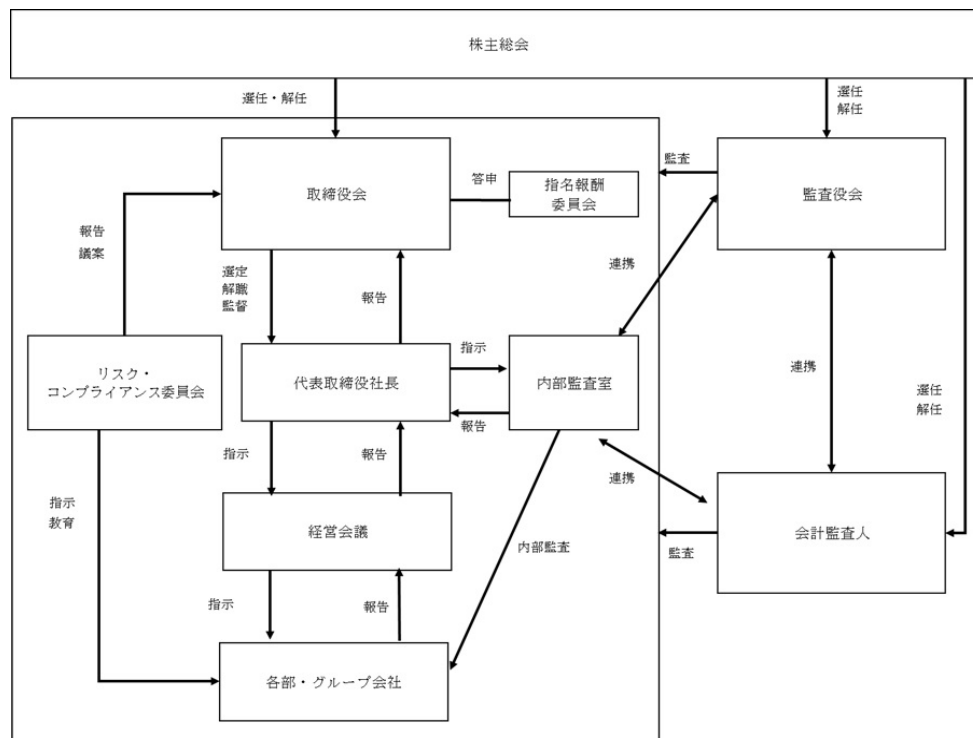 株主総会
選任・解任
選任
解任
取締役会
答申
指名報酬
委員会
監査
監査役会
報告
議案
選定
解職
監督
報告
連携
リスク・
コンプライアンス委員会
代表取締役社長
指示
報告
内部監査室
連携
選任
解任
指示
報告
連携
指示
教育
経営会議
内部監査
監査
会計監査人
指示
報告
各部・グループ会社